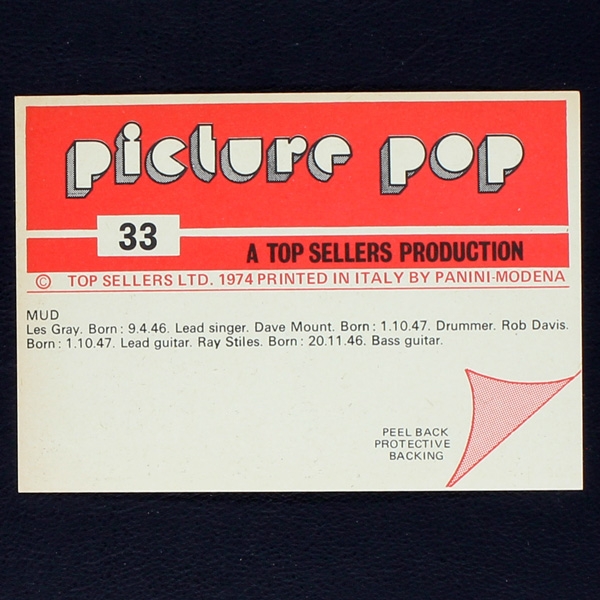 picture pop
33
A TOP SELLERS PRODUCTION
© TOP SELLERS LTD. 1974 PRINTED IN ITALY BY PANINI-MODENA
MUD
Les Gray. Born : 9.4.46. Lead singer. Dave Mount. Born : 1.10.47. Drummer. Rob Davis.
Born : 1.10.47. Lead guitar. Ray Stiles. Born : 20.11.46. Bass guitar.
PEEL BACK
PROTECTIVE
BACKING